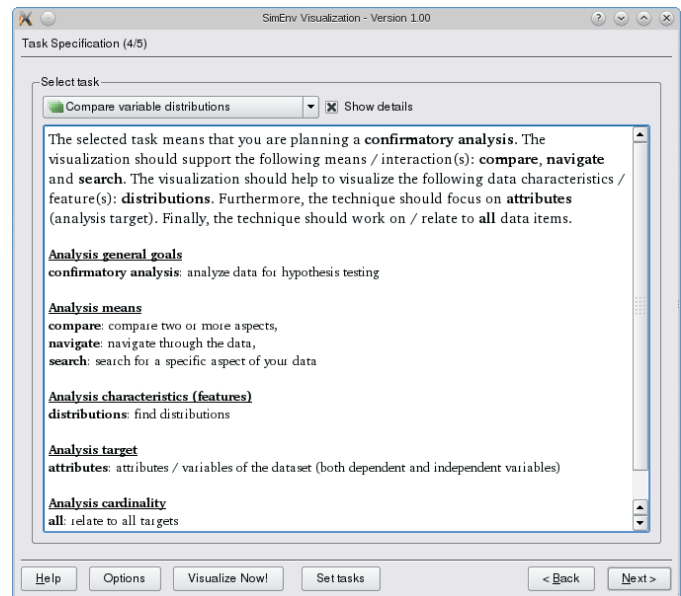 SimEnv Visualization - Version 1.00
Task Specification (4/5)
Select task
Compare variable distributions
Show details
The selected task means that you are planning a confirmatory analysis. The
visualization should support the following means / interaction(s): compare, navigate
and search. The visualization should help to visualize the following data characteristics /
feature(s): distributions. Furthermore, the technique should focus on attributes
(analysis target). Finally, the technique should work on / relate to all data items.
Analysis general goals
confirmatory analysis: analyze data for hypothesis testing
Analysis means
compare: compare two or more aspects,
navigate: navigate through the data,
search: search for a specific aspect of your data
Analysis characteristics (features)
distributions: find distributions
Analysis target
attributes: attributes / variables of the dataset (both dependent and independent variables)
Analysis cardinality
all: relate to all targets
Help Options Visualize Now! Set tasks < Back Next >